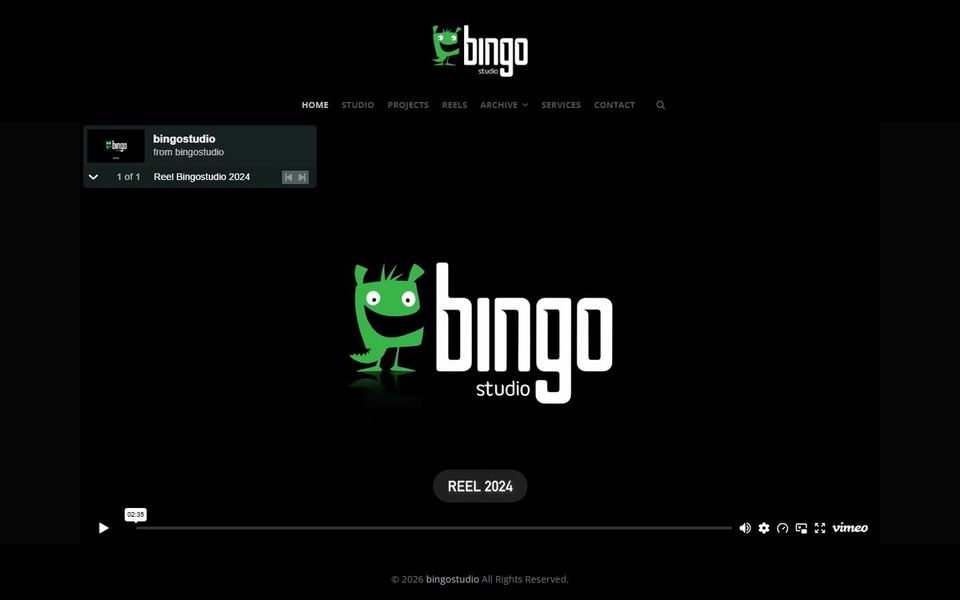 bingo
studio
HOME STUDIO PROJECTS REELS ARCHIVE SERVICES CONTACT
bingo
bingostudio
from bingostudio
1 of 1 Reel Bingostudio 2024
bingo
studio
REEL 2024
02:35
vimeo
© 2026 bingostudio All Rights Reserved.